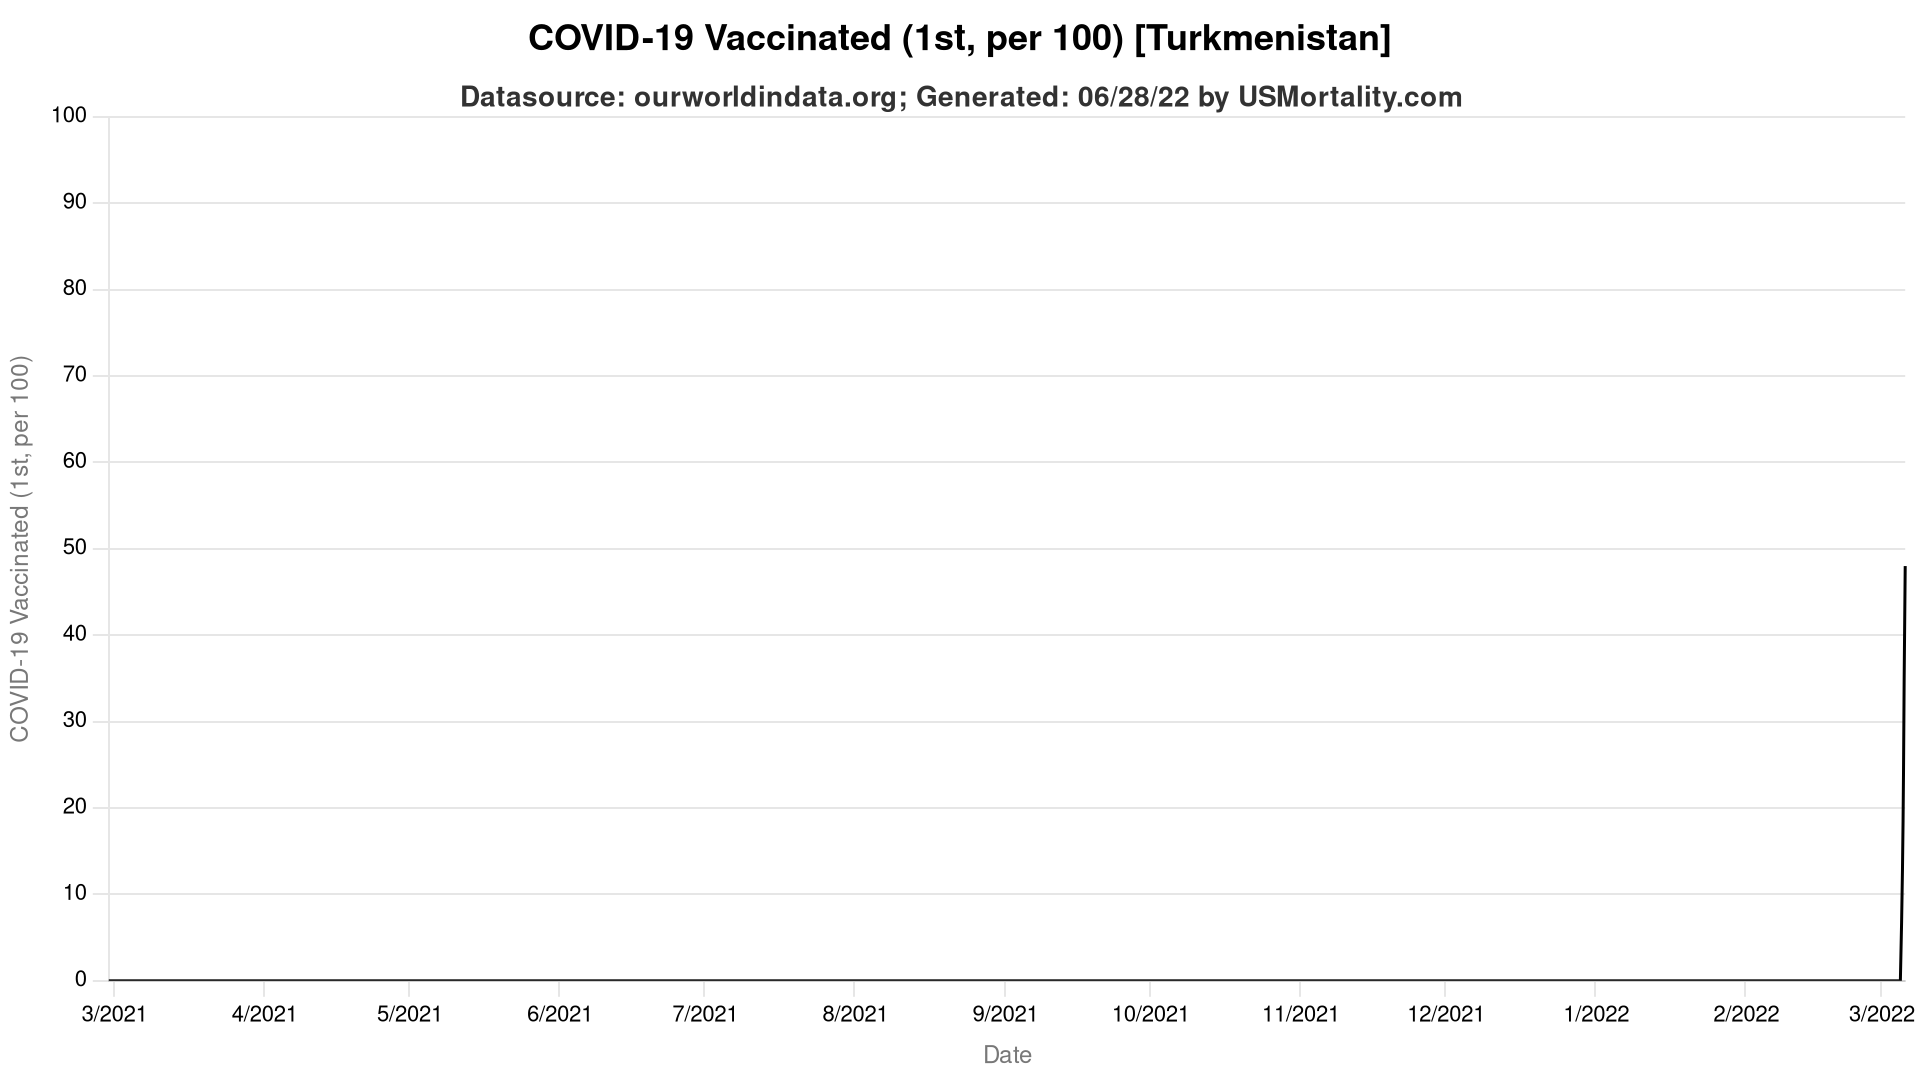 COVID-19 Vaccinated (1st, per 100) [Turkmenistan]
Datasource: ourworldindata.org; Generated: 06/28/22 by USMortality.com
COVID-19 Vaccinated (1st, per 100)
100
90
80
70
60
50
40
30
20
10
0
3/2021 4/2021 5/2021 6/2021 7/2021 8/2021 9/2021 10/2021 11/2021 12/2021 1/2022 2/2022 3/2022
Date